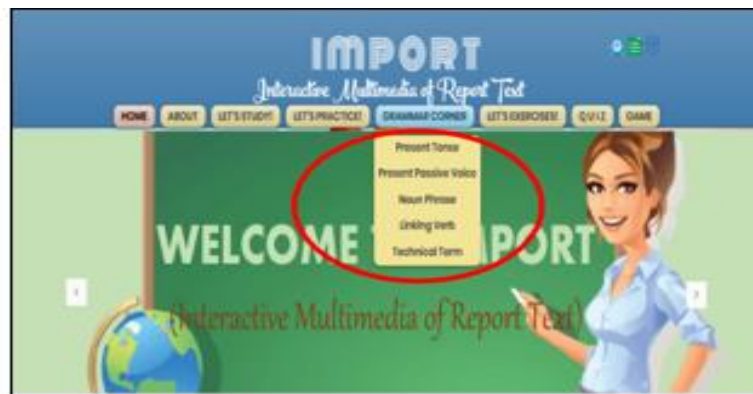 IMPORT
Interactive Multimedia of Report Text
HOME ABOUT LET'S STUDY! LET'S PRACTICE! GRAMMAR CORNER LET'S EXERCISES! Q.U.I.Z GAME
Present Tense
Present Passive Voice
Noun Phrase
Linking Verb
Technical Term
WELCOME PORT
(Interactive Multimedia of Report Text)